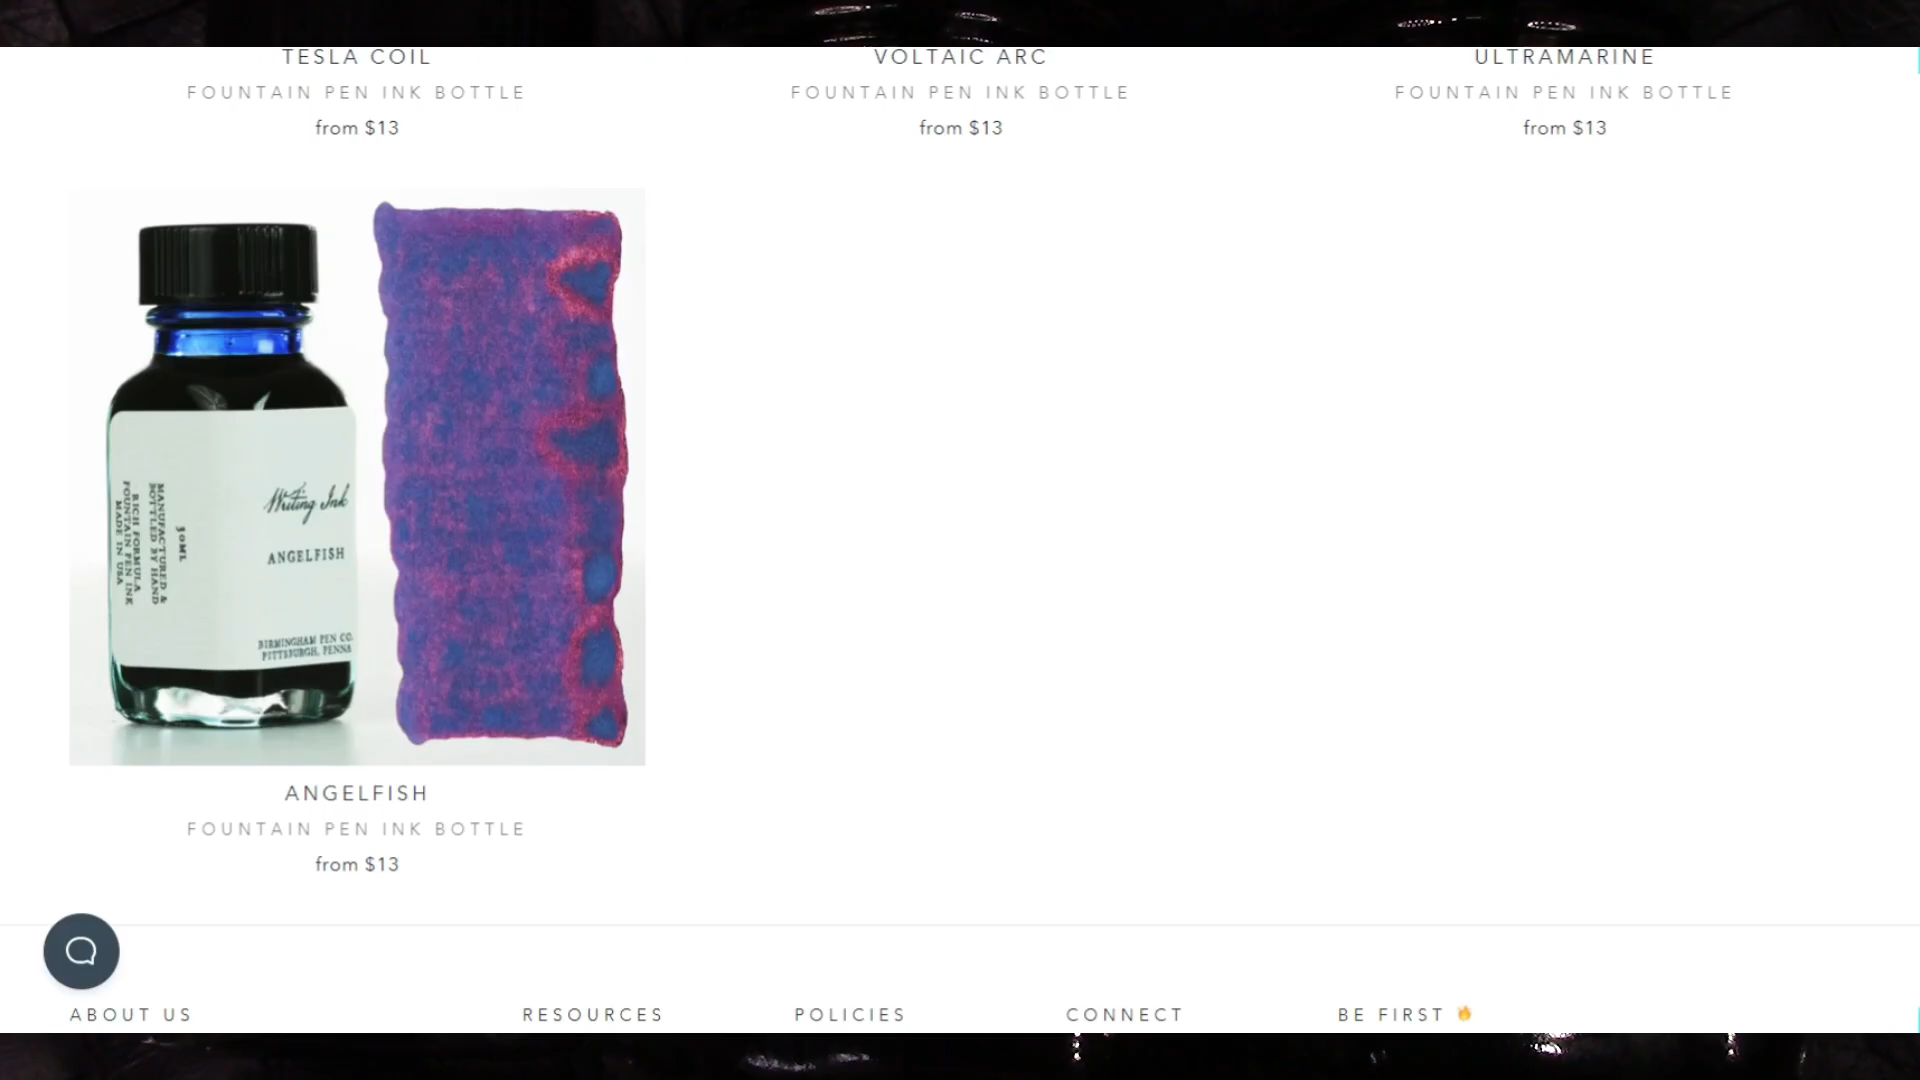 TESLA COIL
FOUNTAIN PEN INK BOTTLE
from $13
VOLTAIC ARC
FOUNTAIN PEN INK BOTTLE
from $13
ULTRAMARINE
FOUNTAIN PEN INK BOTTLE
from $13
30ML
MANUFACTURED &
BOTTLED BY HAND
RICH FORMULA
FOUNTAIN PEN INK
MADE IN USA
Writing Ink
ANGELFISH
BIRMINGHAM PEN CO.
PITTSBURGH, PENNA
ANGELFISH
FOUNTAIN PEN INK BOTTLE
from $13
ABOUT US
RESOURCES
POLICIES
CONNECT
BE FIRST 🔥